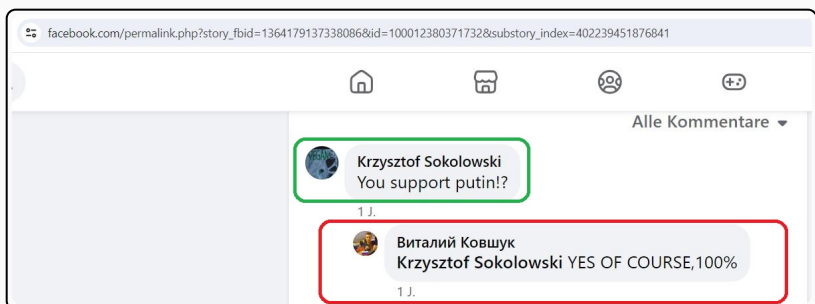 facebook.com/permalink.php?story_fbid=1364179137338086&id=100012380371732&substory_index=402239451876841
Alle Kommentare
Krzysztof Sokolowski
You support putin!?
1 J.
Виталий Ковшук
Krzysztof Sokolowski YES OF COURSE,100%
1 J.